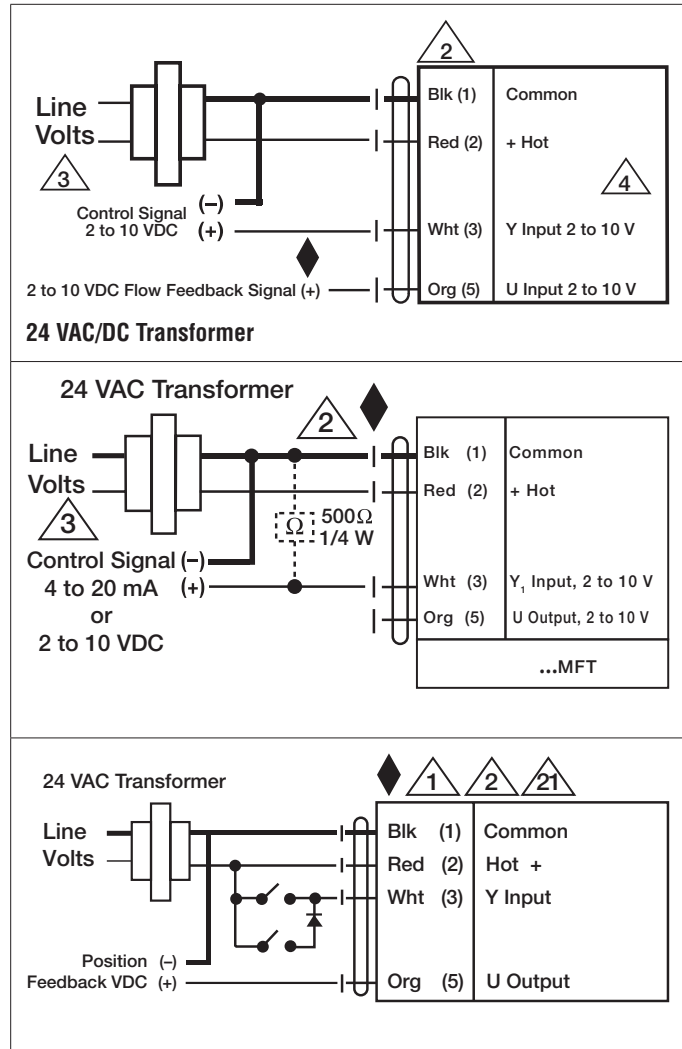 2
Blk (1) Common
Line
Volts
Red (2) + Hot
3
4
Control Signal (–)
2 to 10 VDC (+)
Wht (3) Y Input 2 to 10 V
2 to 10 VDC Flow Feedback Signal (+)
Org (5) U Input 2 to 10 V
24 VAC/DC Transformer
24 VAC Transformer
2
Line
Blk (1) Common
Volts
Red (2) + Hot
3
Ω
500Ω
1/4 W
Control Signal (–)
4 to 20 mA (+)
or
2 to 10 VDC
Wht (3) Y1 Input, 2 to 10 V
Org (5) U Output, 2 to 10 V
...MFT
24 VAC Transformer
1 2 21
Line
Volts
Blk (1) Common
Red (2) Hot +
Wht (3) Y Input
Position (–)
Feedback VDC (+)
Org (5) U Output